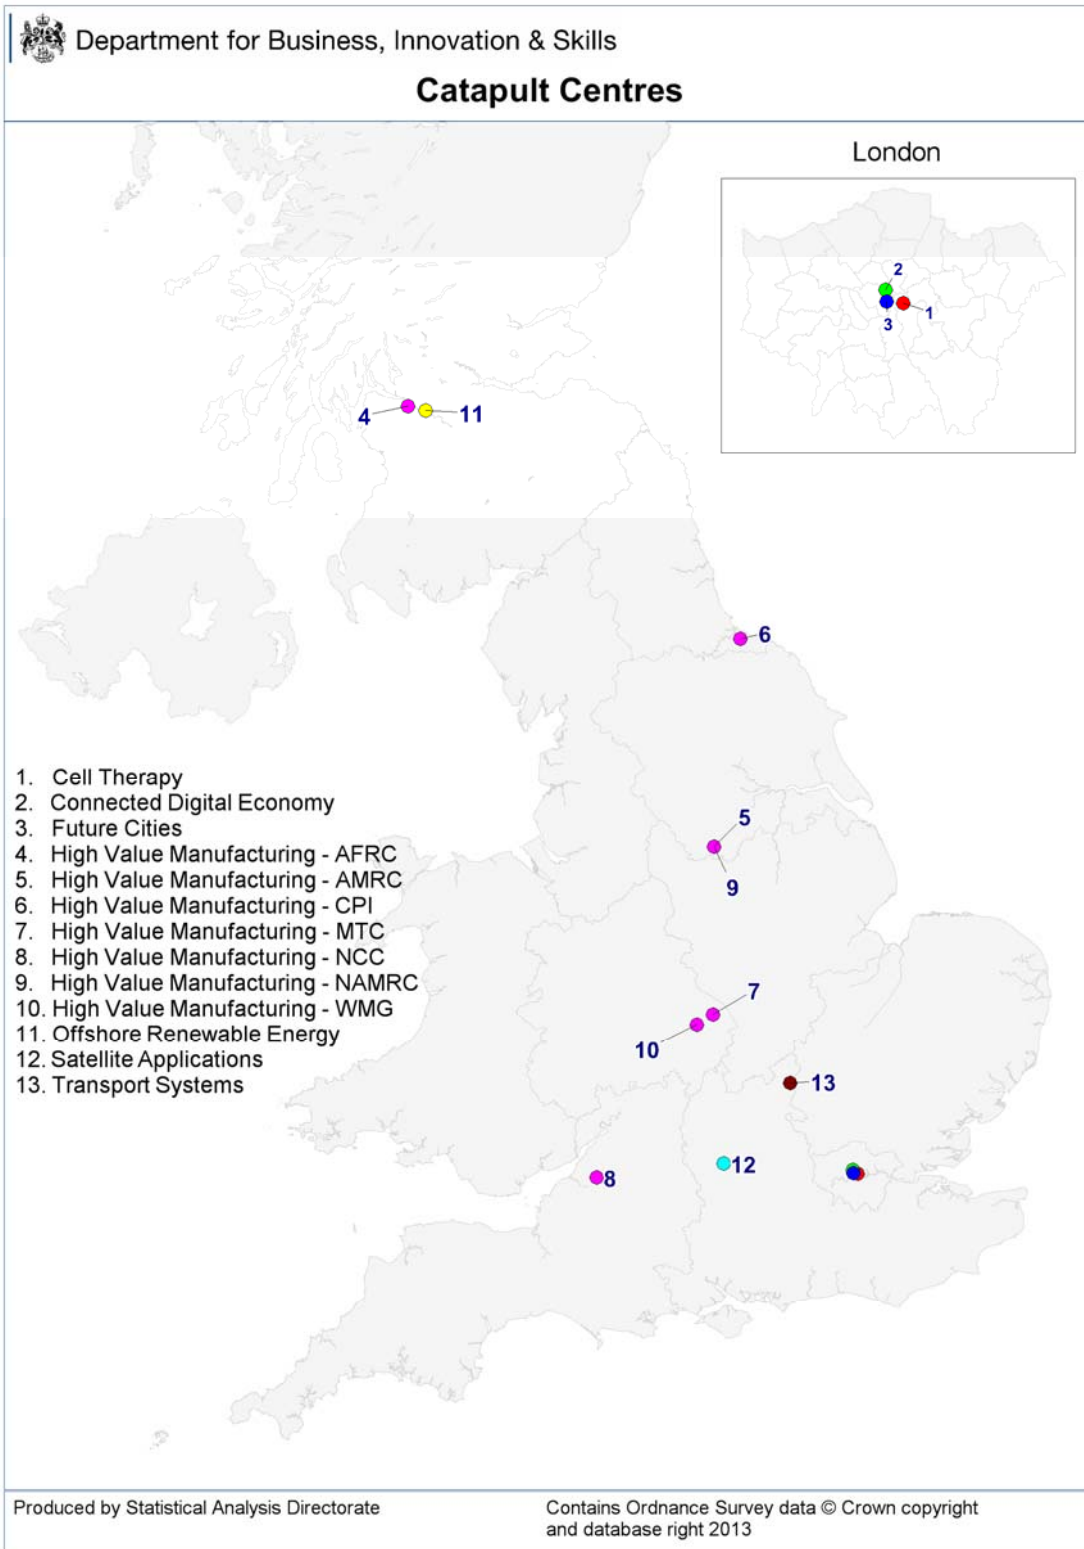 Department for Business, Innovation & Skills
Catapult Centres
London
2
3
1
4
11
6
5
9
7
10
13
12
8
1. Cell Therapy
2. Connected Digital Economy
3. Future Cities
4. High Value Manufacturing - AFRC
5. High Value Manufacturing - AMRC
6. High Value Manufacturing - CPI
7. High Value Manufacturing - MTC
8. High Value Manufacturing - NCC
9. High Value Manufacturing - NAMRC
10. High Value Manufacturing - WMG
11. Offshore Renewable Energy
12. Satellite Applications
13. Transport Systems
Produced by Statistical Analysis Directorate
Contains Ordnance Survey data © Crown copyright
and database right 2013